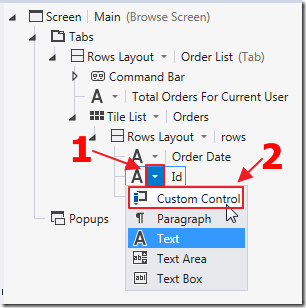 Screen | Main (Browse Screen)
Tabs
Rows Layout | Order List (Tab)
Command Bar
A Total Orders For Current User
Tile List | Orders
Rows Layout | rows
1 A Order Date 2
A Id
Custom Control
¶ Paragraph
A Text
Text Area
abl Text Box
Popups